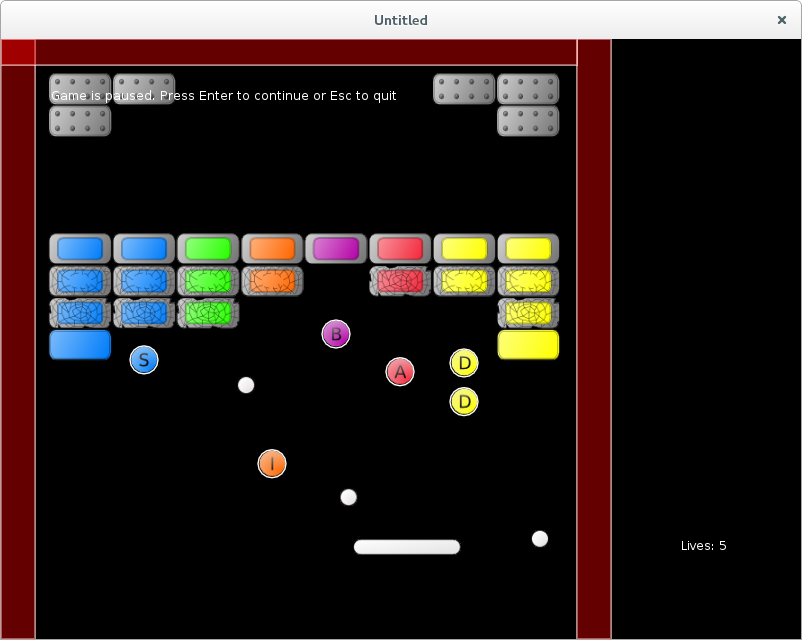 Untitled
Game is paused. Press Enter to continue or Esc to quit
B
S
D
A
D
I
Lives: 5